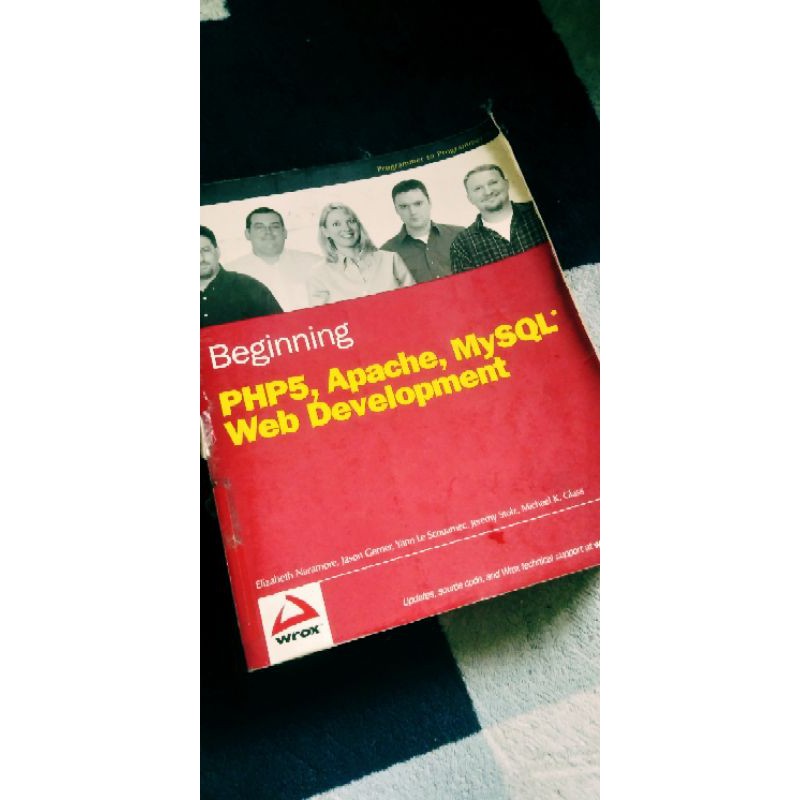 Programmer to Programmer
Beginning
PHP5, Apache, MySQL®
Web Development
Elizabeth Naramore, Jason Gerner, Yann Le Scouarnec, Jeremy Stolz, Michael K. Glass
Updates, source code, and Wrox technical support at w
wrox™